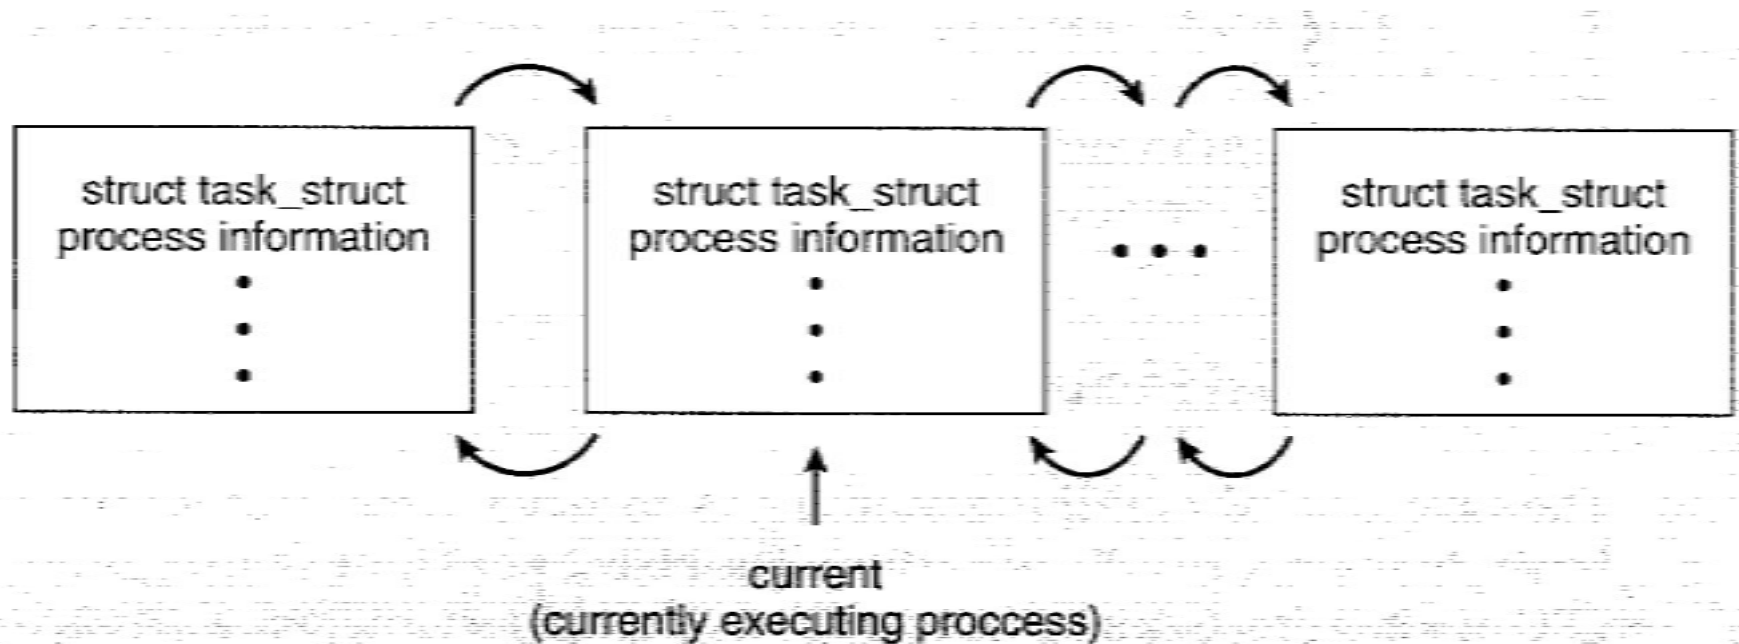 struct task_struct
process information
struct task_struct
process information
struct task_struct
process information
current
(currently executing proccess)